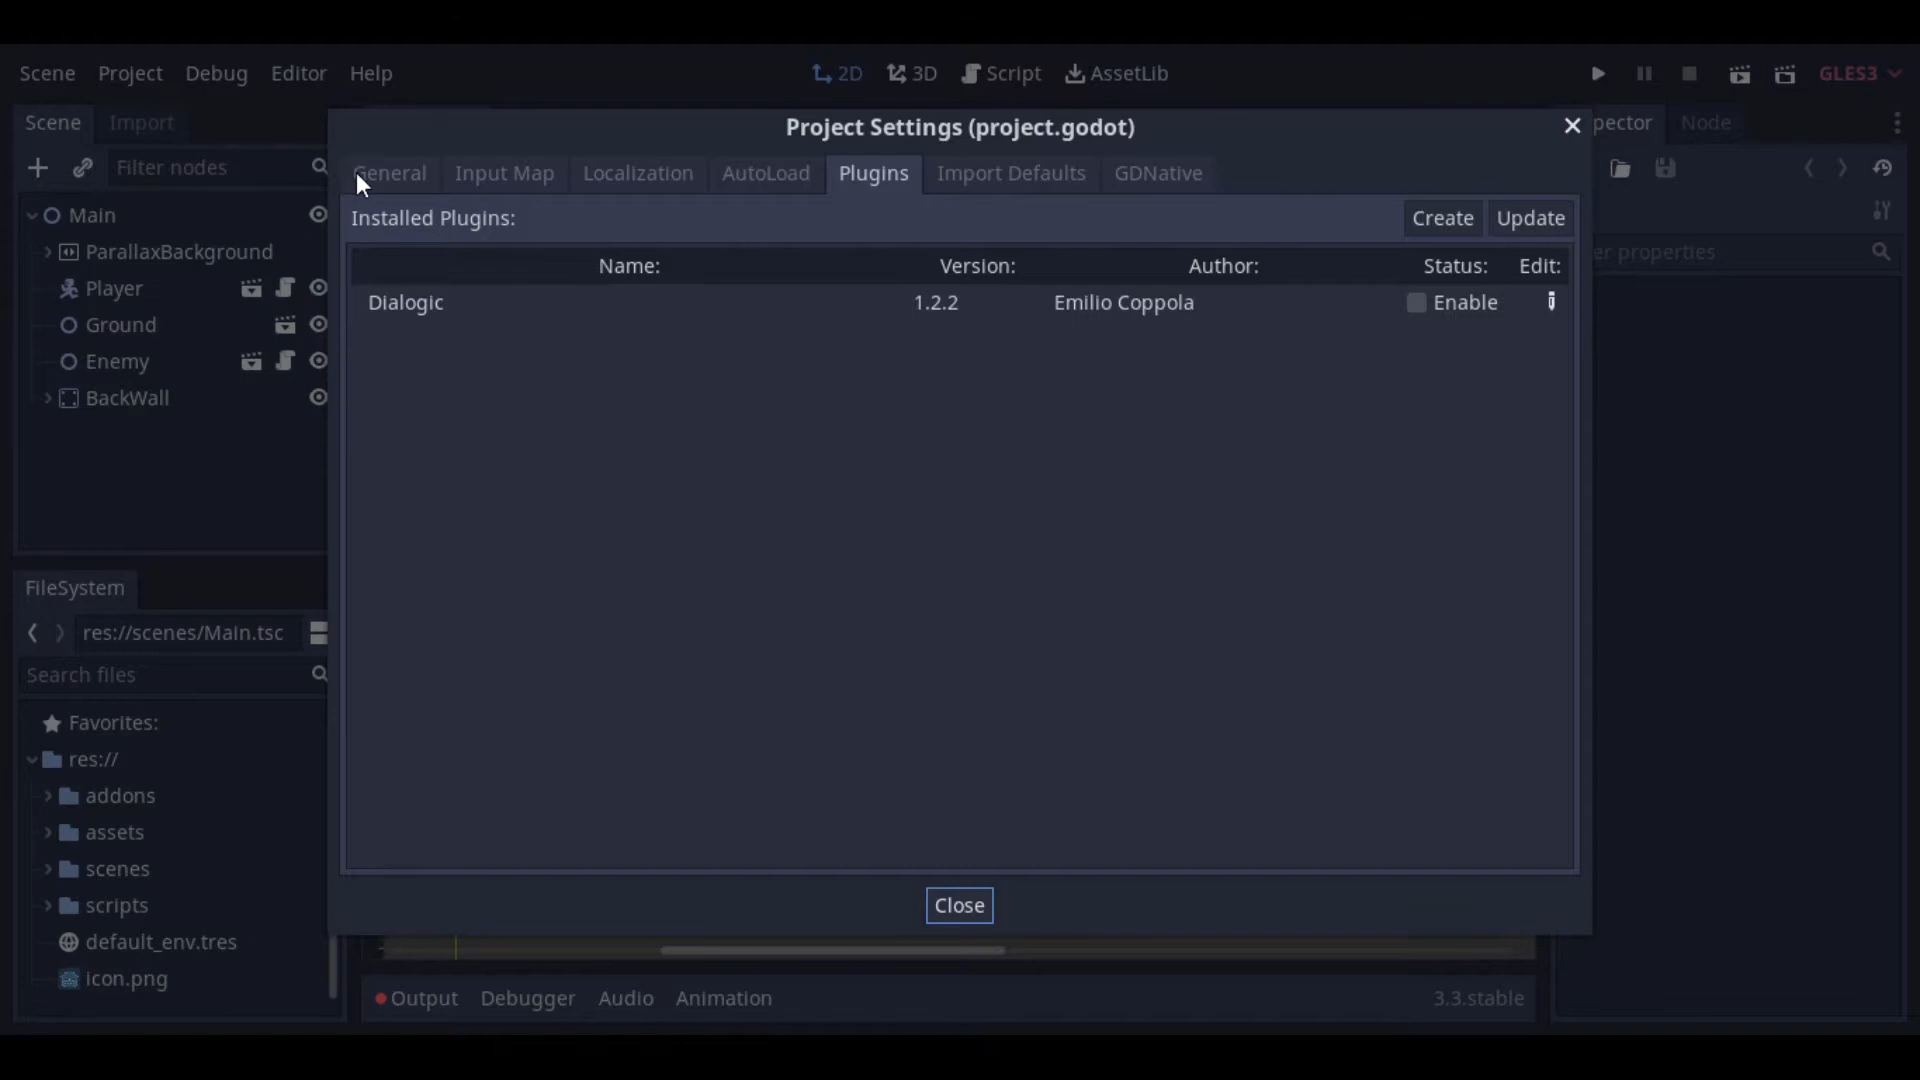 Scene Project Debug Editor Help 2D 3D Script AssetLib GLES3
Scene Import Project Settings (project.godot) Node
Filter nodes General Input Map Localization AutoLoad Plugins Import Defaults GDNative
Main Installed Plugins: Create Update
ParallaxBackground Name: Version: Author: Status: Edit: properties
Player Dialogic 1.2.2 Emilio Coppola Enable
Ground
Enemy
BackWall
FileSystem
res://scenes/Main.tsc
Search files
Favorites:
res://
addons
assets
scenes
scripts Close
default_env.tres
icon.png
Output Debugger Audio Animation 3.3.stable